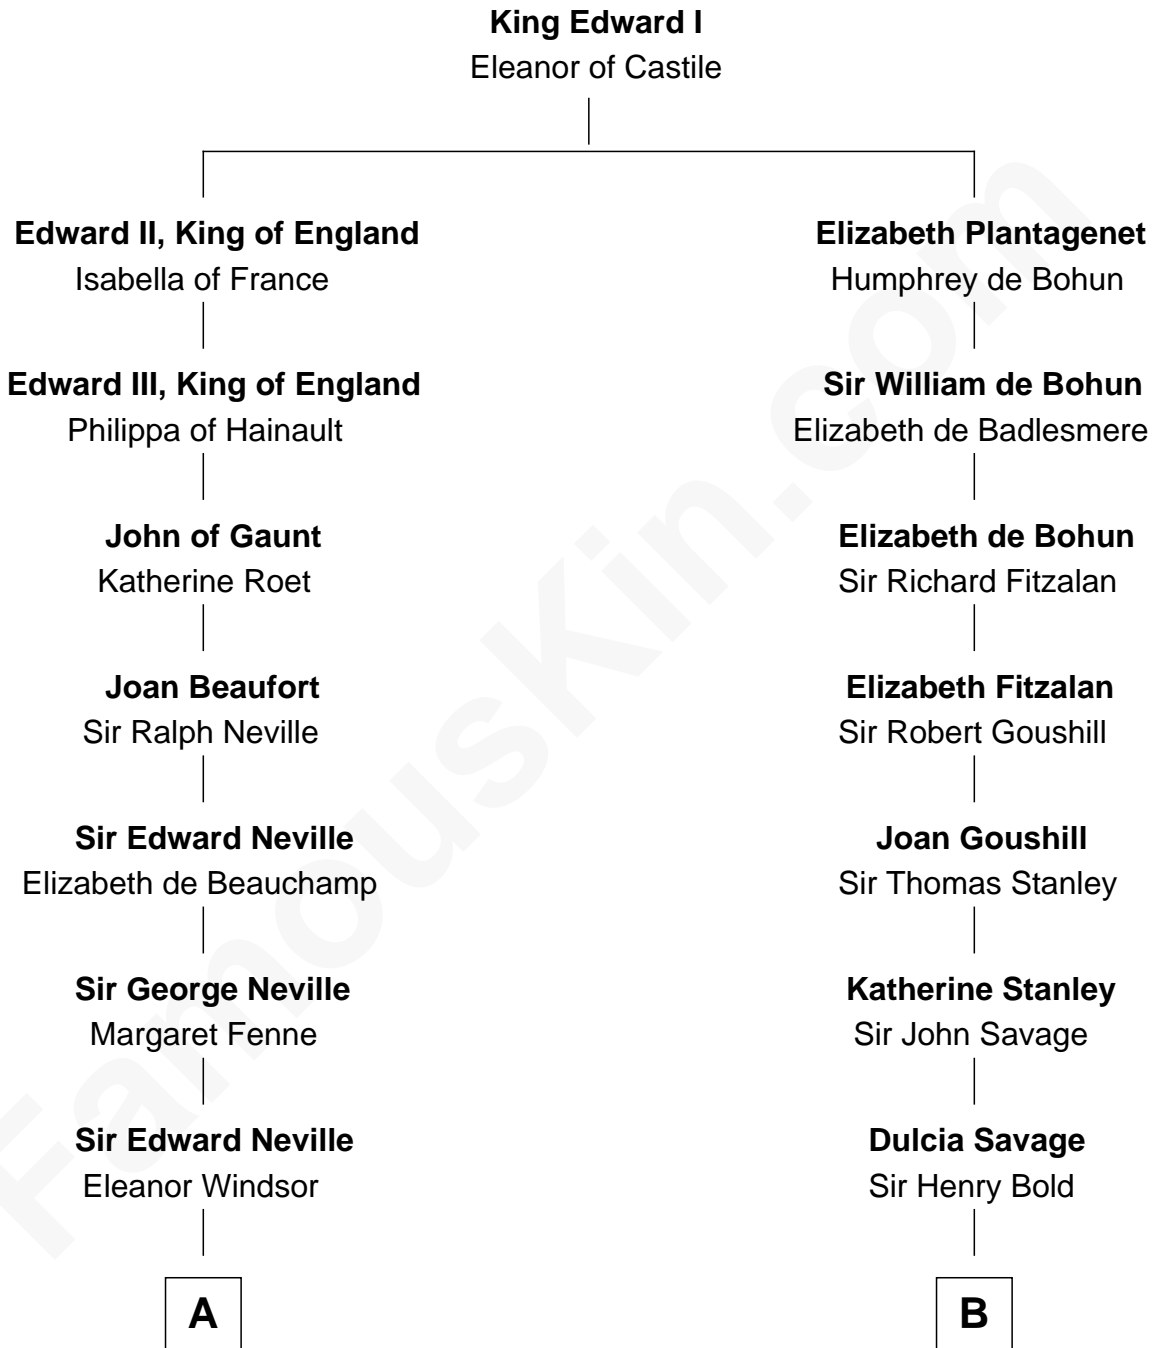 King Edward I
Eleanor of Castile
Edward II, King of England
Isabella of France
Elizabeth Plantagenet
Humphrey de Bohun
Edward III, King of England
Philippa of Hainault
Sir William de Bohun
Elizabeth de Badlesmere
John of Gaunt
Katherine Roet
Elizabeth de Bohun
Sir Richard Fitzalan
Joan Beaufort
Sir Ralph Neville
Elizabeth Fitzalan
Sir Robert Goushill
Sir Edward Neville
Elizabeth de Beauchamp
Joan Goushill
Sir Thomas Stanley
Sir George Neville
Margaret Fenne
Katherine Stanley
Sir John Savage
Sir Edward Neville
Eleanor Windsor
Dulcia Savage
Sir Henry Bold
A
B
FamousKin.com